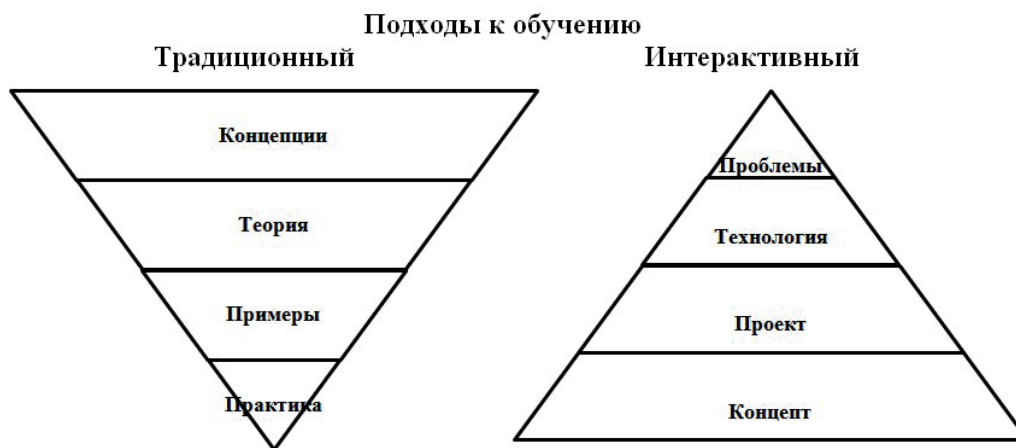 Подходы к обучению
Традиционный
Интерактивный
Концепции
Теория
Примеры
Практика
Проблемы
Технология
Проект
Концепт